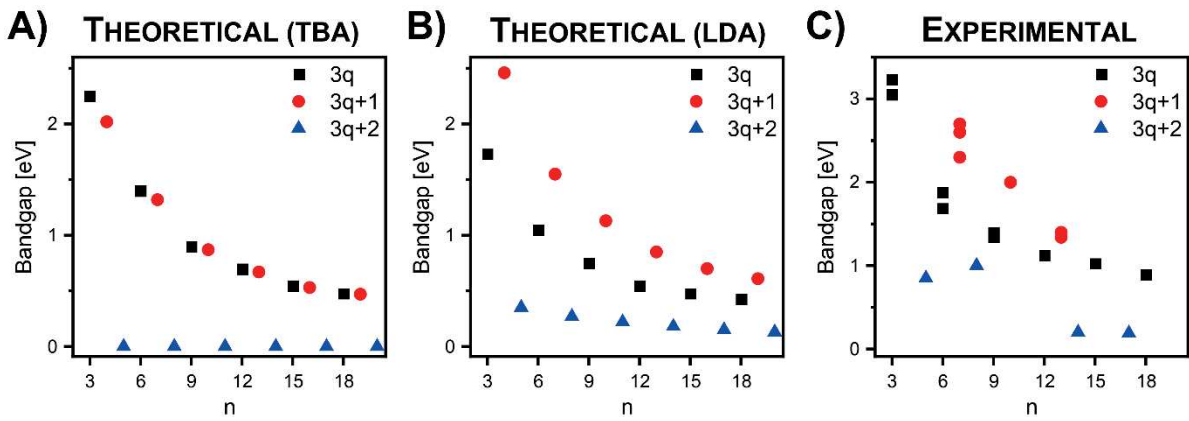 A) THEORETICAL (TBA)
Bandgap [eV]
2
1
0
3q
3q+1
3q+2
3 6 9 12 15 18
n
B) THEORETICAL (LDA)
Bandgap [eV]
2
1
0
3q
3q+1
3q+2
3 6 9 12 15 18
n
C) EXPERIMENTAL
Bandgap [eV]
3
2
1
0
3q
3q+1
3q+2
3 6 9 12 15 18
n